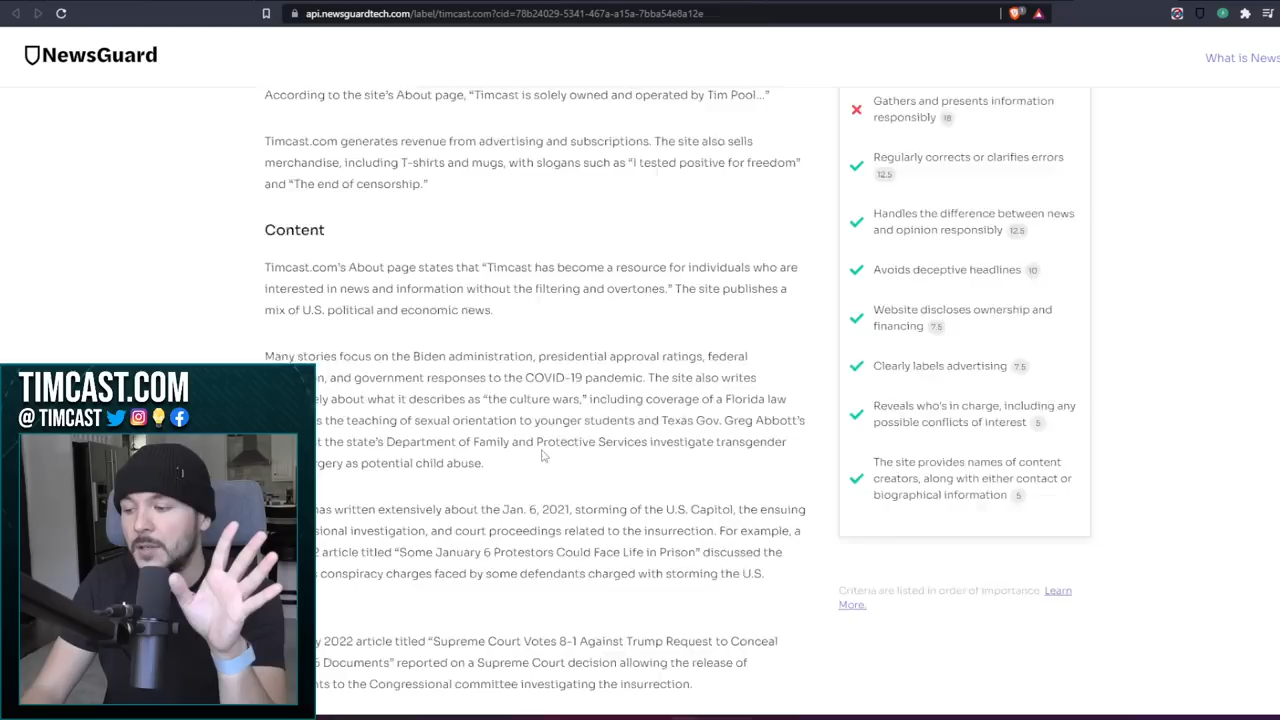 api.newsguardtech.com/label/timcast.com?cid=78b24029-5341-467a-a15a-7bba54e8a12e
NewsGuard
What is News
According to the site's About page, “Timcast is solely owned and operated by Tim Pool...”
Timcast.com generates revenue from advertising and subscriptions. The site also sells
merchandise, including T-shirts and mugs, with slogans such as “I tested positive for freedom”
and “The end of censorship.”
Content
Timcast.com's About page states that “Timcast has become a resource for individuals who are
interested in news and information without the filtering and overtones.” The site publishes a
mix of U.S. political and economic news.
Many stories focus on the Biden administration, presidential approval ratings, federal
and government responses to the COVID-19 pandemic. The site also writes
about what it describes as “the culture wars,” including coverage of a Florida law
the teaching of sexual orientation to younger students and Texas Gov. Greg Abbott's
the state's Department of Family and Protective Services investigate transgender
as potential child abuse.
has written extensively about the Jan. 6, 2021, storming of the U.S. Capitol, the ensuing
investigation, and court proceedings related to the insurrection. For example, a
article titled “Some January 6 Protestors Could Face Life in Prison” discussed the
conspiracy charges faced by some defendants charged with storming the U.S.
2022 article titled “Supreme Court Votes 8-1 Against Trump Request to Conceal
Documents” reported on a Supreme Court decision allowing the release of
to the Congressional committee investigating the insurrection.
Gathers and presents information
responsibly 18
Regularly corrects or clarifies errors
12.5
Handles the difference between news
and opinion responsibly 12.5
Avoids deceptive headlines 10
Website discloses ownership and
financing 7.5
Clearly labels advertising 7.5
Reveals who's in charge, including any
possible conflicts of interest 5
The site provides names of content
creators, along with either contact or
biographical information 5
Criteria are listed in order of importance. Learn
More.
TIMCAST.COM
@ TIMCAST